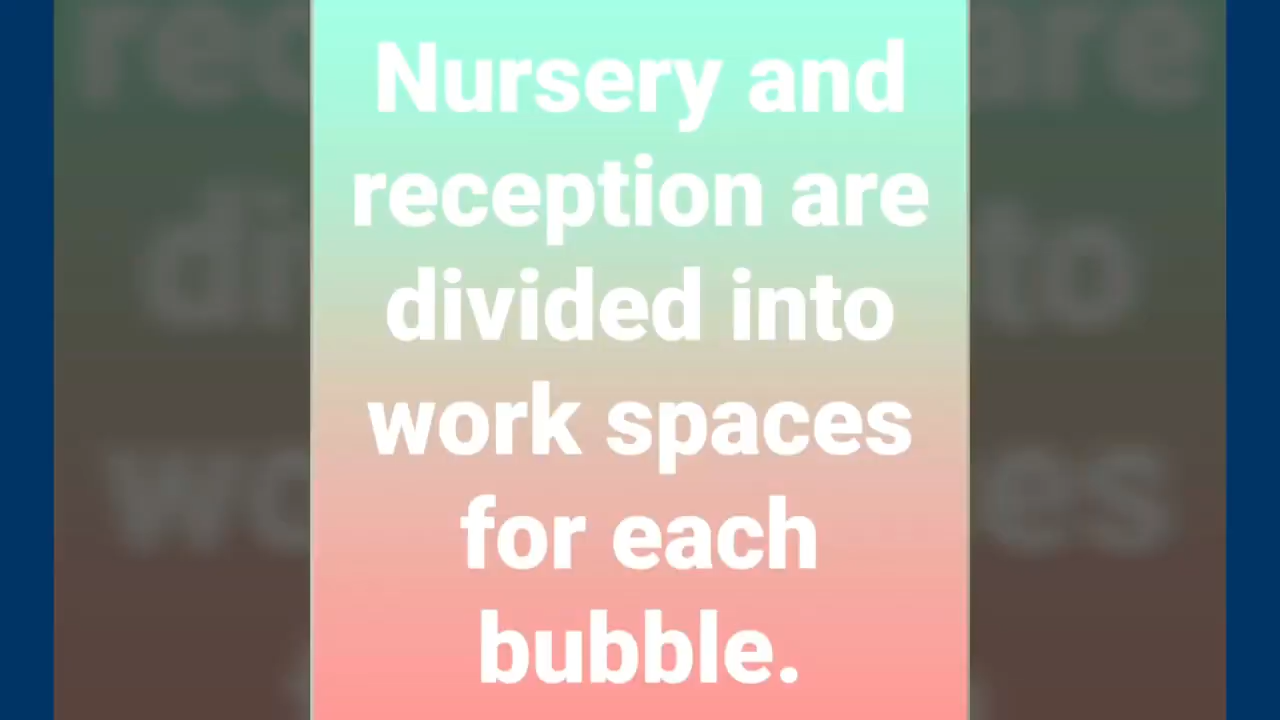 Nursery and
reception are
divided into
work spaces
for each
bubble.